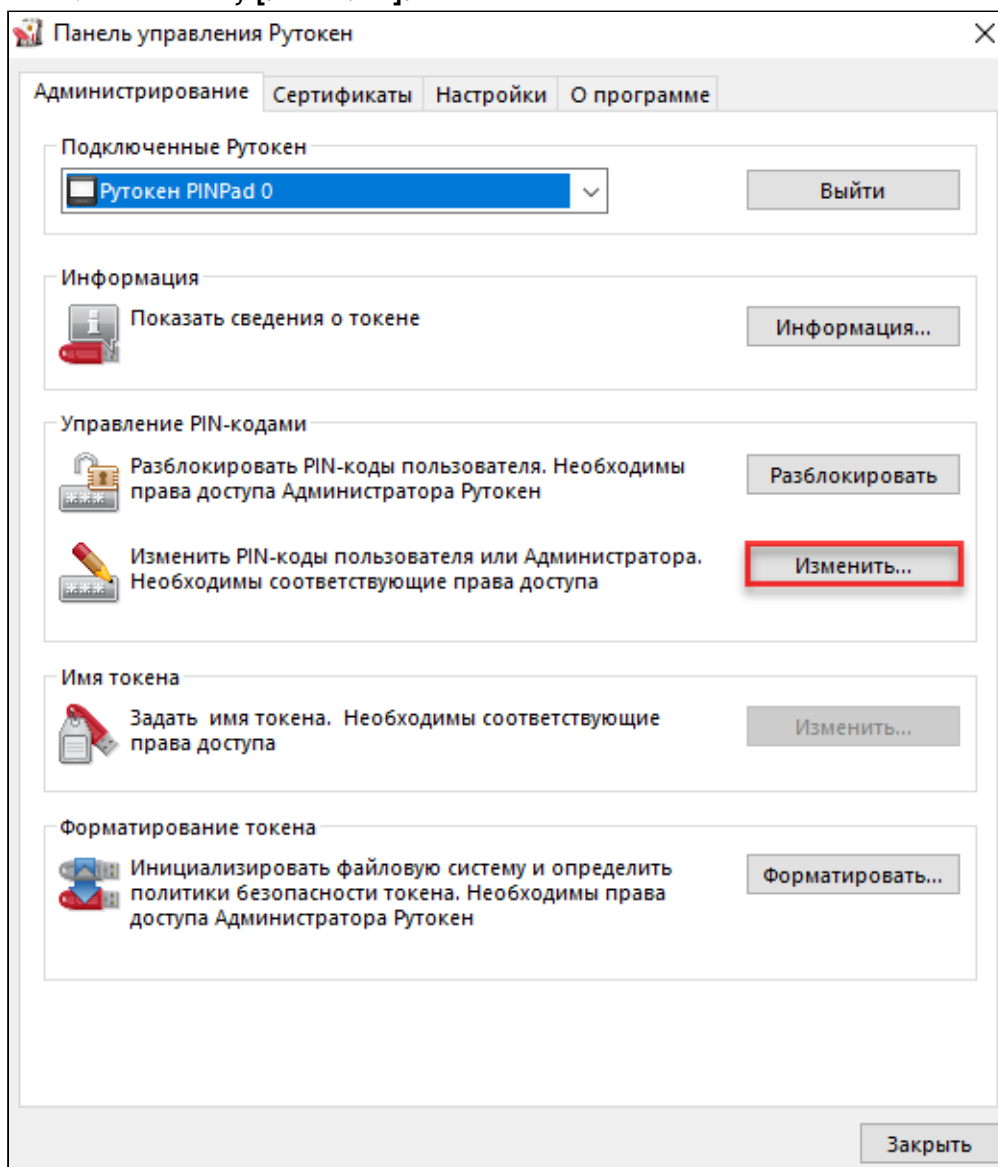 Панель управления Рутокен
Администрирование Сертификаты Настройки О программе
Подключенные Рутокен
Рутокен PINPad 0
Выйти
Информация
Показать сведения о токене
Информация...
Управление PIN-кодами
Разблокировать PIN-коды пользователя. Необходимы
права доступа Администратора Рутокен
Разблокировать
Изменить PIN-коды пользователя или Администратора.
Необходимы соответствующие права доступа
Изменить...
Имя токена
Задать имя токена. Необходимы соответствующие
права доступа
Изменить...
Форматирование токена
Инициализировать файловую систему и определить
политики безопасности токена. Необходимы права
доступа Администратора Рутокен
Форматировать...
Закрыть